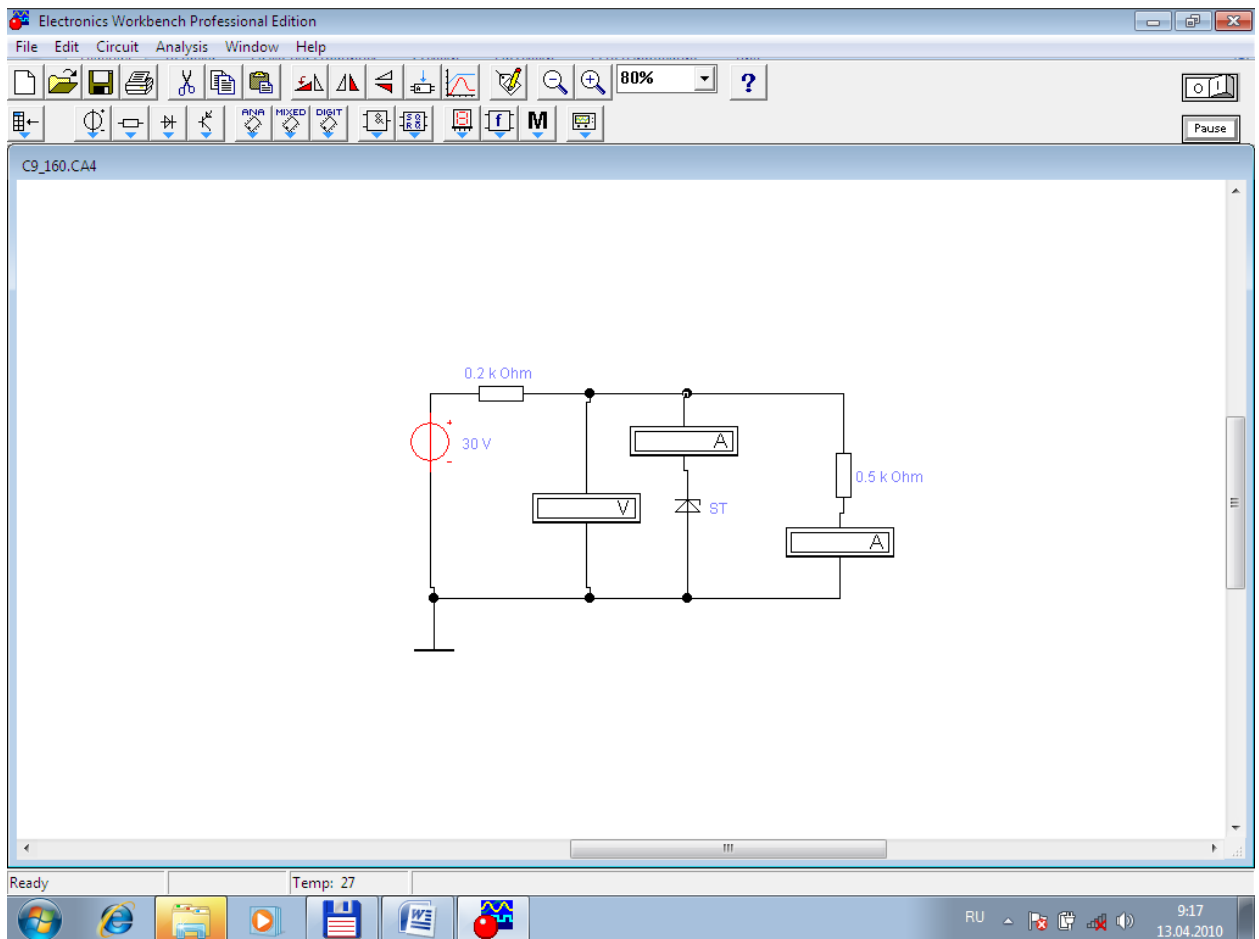 Electronics Workbench Professional Edition
File Edit Circuit Analysis Window Help
80%
?
ANA MIXED DIGIT
&
f M
Pause
C9_160.CA4
0.2 k Ohm
+
30 V
-
A
0.5 k Ohm
V
ST
A
Ready
Temp: 27
RU
9:17
13.04.2010